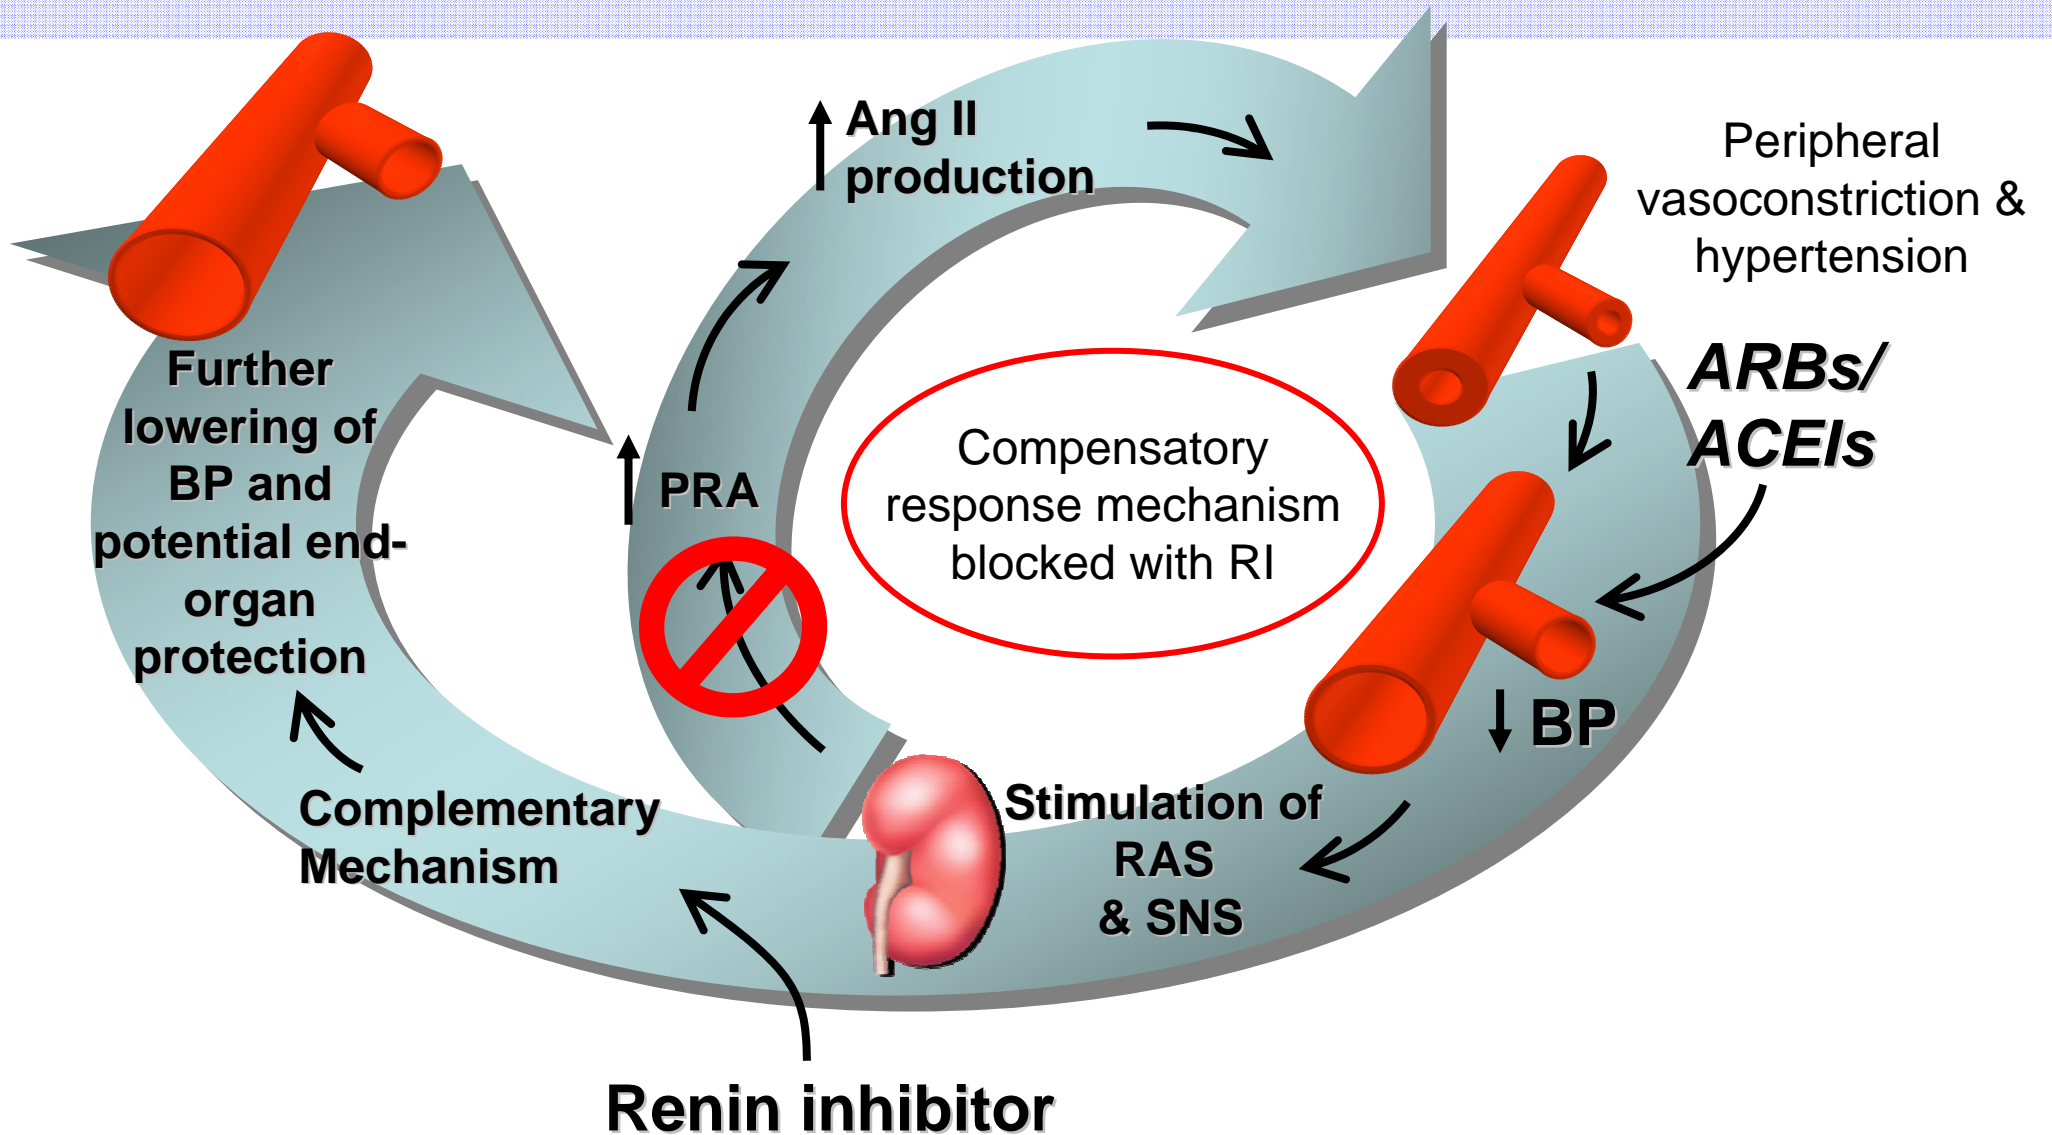 Ang II
production
Peripheral
vasoconstriction &
hypertension
ARBs/
ACEIs
Further
lowering of
BP and
potential end-
organ
protection
PRA
Compensatory
response mechanism
blocked with RI
BP
Stimulation of
RAS
& SNS
Complementary
Mechanism
Renin inhibitor